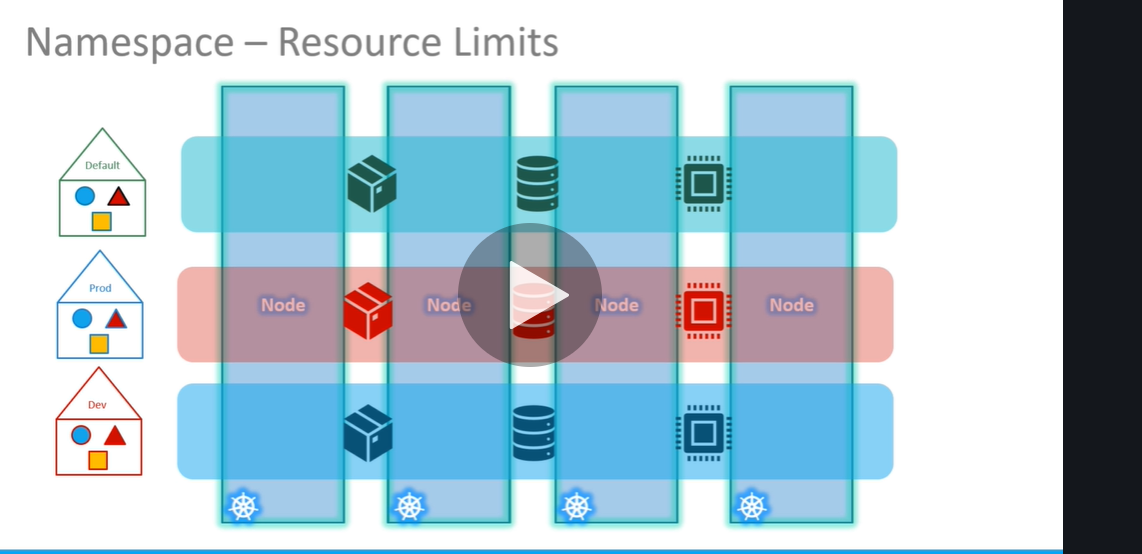 Namespace – Resource Limits
Default
Prod
Node
Node
Node
Node
Dev